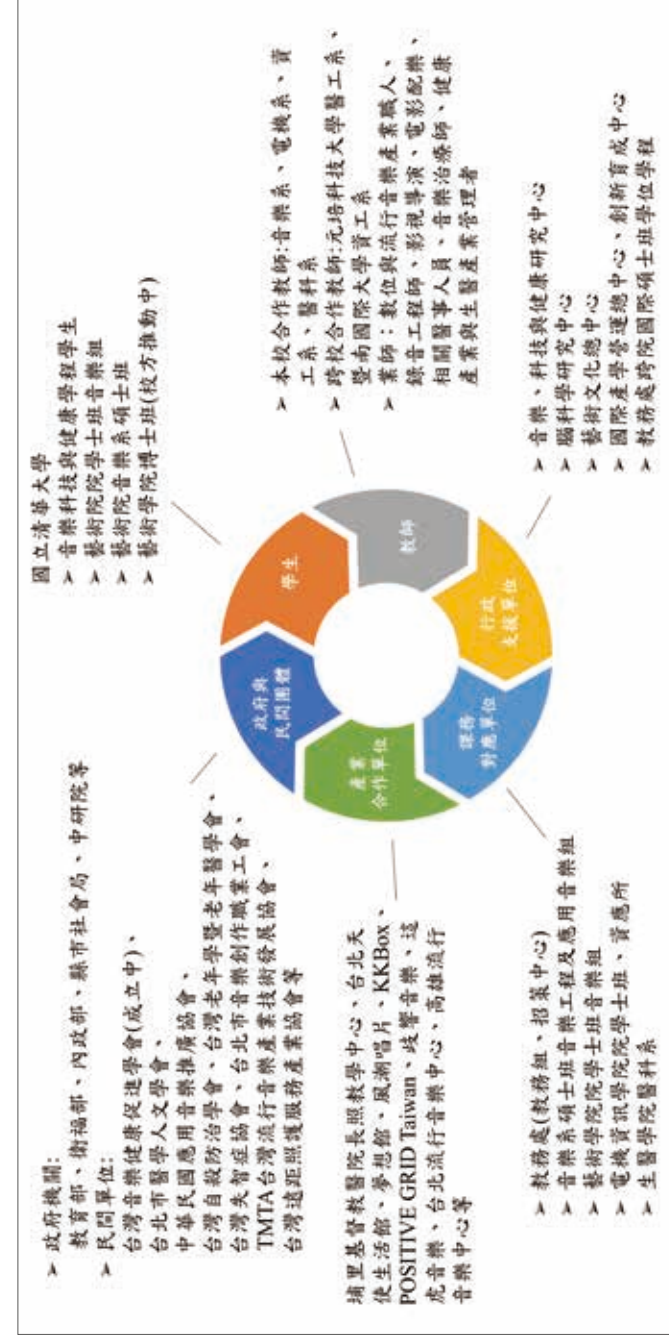 ➢ 政府機關:
教育部、衛福部、內政部、縣市社會局、中研院等
➢ 民間單位:
台灣音樂健康促進學會(成立中)、
台北市醫學人文學會、
中華民國應用音樂推廣協會、
台灣自殺防治學會、台灣老年學暨老年醫學會、
台灣失智症協會、台北市音樂創作職業工會、
TMTA台灣流行音樂產業技術發展協會、
台灣遠距照護服務產業協會等
國立清華大學
➢ 音樂科技與健康學程學生
➢ 藝術院院學士班音樂組
➢ 藝術院音樂系碩士班
➢ 藝術學院博士班(校方推動中)
政府與
民間團體
學生
產業
合作單位
教師
課務
對應單位
行政
支援單位
埔里基督教醫院長照教學中心、台北天
使生活館、夢想館、風潮唱片、KKBox、
POSITIVE GRID Taiwan、歧響音樂、這
虎音樂、台北流行音樂中心、高雄流行
音樂中心等
➢ 本校合作教師:音樂系、電機系、資
工系、醫科系
➢ 跨校合作教師:元培科技大學醫工系、
暨南國際大學資工系
➢ 業師：數位與流行音樂產業職人、
錄音工程師、影視導演、電影配樂、
相關醫事人員、音樂治療師、健康
產業與生醫產業管理者
➢ 教務處(教務組、招策中心)
➢ 音樂系碩士班音樂工程及應用音樂組
➢ 藝術學院院學士班音樂組
➢ 電機資訊學院院學士班、資應所
➢ 生醫學院醫科系
➢ 音樂、科技與健康研究中心
➢ 腦科學研究中心
➢ 藝術文化總中心
➢ 國際產學營運總中心、創新育成中心
➢ 教務處跨院國際碩士班學位學程